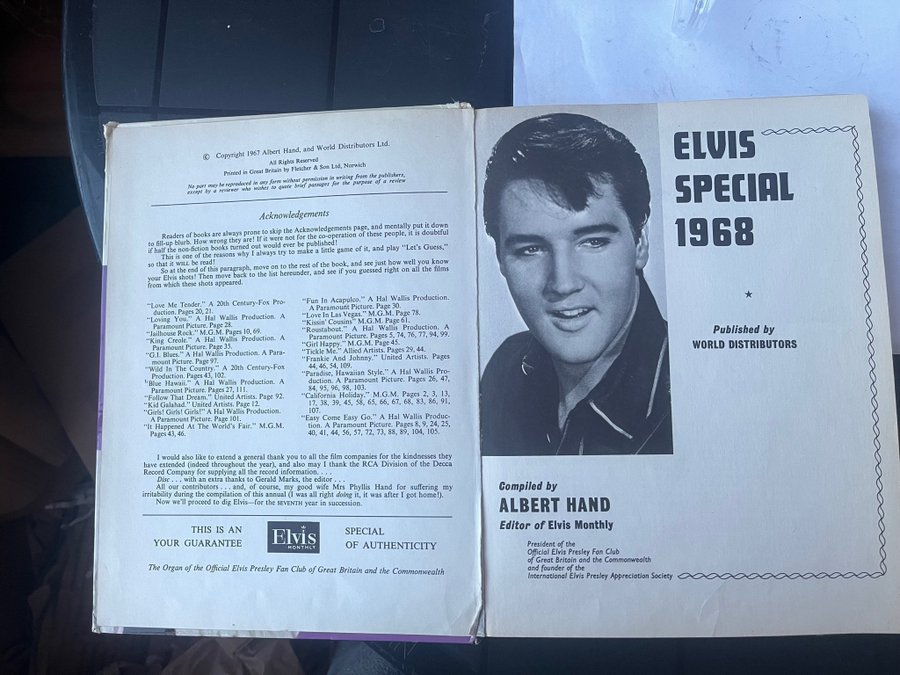 © Copyright 1967 Albert Hand, and World Distributors Ltd.
All Rights Reserved
Printed in Great Britain by Fletcher & Son Ltd, Norwich
No part may be reproduced in any form without permission in writing from the publishers,
except by a reviewer who wishes to quote brief passages for the purpose of a review
Acknowledgements
Readers of books are always prone to skip the Acknowledgements page, and mentally put it down
to fill-up blurb. How wrong they are! If it were not for the co-operation of these people, it is doubtful
if half the non-fiction books turned out would ever be published!
This is one of the reasons why I always try to make a little game of it, and play "Let's Guess,"
so that it WILL be read!
So at the end of this paragraph, move on to the rest of the book, and see just how well you know
your Elvis shots! Then move back to the list hereunder, and see if you guessed right on all the films
from which these shots appeared.
"Love Me Tender." A 20th Century-Fox Pro-
duction. Pages 20, 21.
"Loving You." A Hal Wallis Production. A
Paramount Picture. Page 28.
"Jailhouse Rock." M.G.M. Pages 10, 69.
"King Creole." A Hal Wallis Production. A
Paramount Picture. Page 35.
"G.I. Blues." A Hal Wallis Production. A Para-
mount Picture. Page 97.
"Wild In The Country." A 20th Century-Fox
Production. Pages 43, 102.
"Blue Hawaii." A Hal Wallis Production. A
Paramount Picture. Pages 27, 111.
"Follow That Dream." United Artists. Page 92.
"Kid Galahad." United Artists. Page 12.
"Girls! Girls! Girls!" A Hal Wallis Production.
A Paramount Picture. Page 101.
"It Happened At The World's Fair." M.G.M.
Pages 43, 46.
"Fun In Acapulco." A Hal Wallis Production.
A Paramount Picture. Page 30.
"Love In Las Vegas." M.G.M. Page 78.
"Kissin' Cousins" M.G.M. Page 61.
"Roustabout." A Hal Wallis Production. A
Paramount Picture. Pages 5, 74, 76, 77, 94, 99.
"Girl Happy." M.G.M. Page 45.
"Tickle Me." Allied Artists. Pages 29, 44.
"Frankie And Johnny." United Artists. Pages
44, 46, 54, 109.
"Paradise, Hawaiian Style." A Hal Wallis Pro-
duction. A Paramount Picture. Pages 26, 47,
84, 95, 96, 98, 103.
"California Holiday." M.G.M. Pages 2, 3, 13,
17, 38, 39, 45, 58, 65, 66, 67, 68, 83, 86, 91,
107.
"Easy Come Easy Go." A Hal Wallis Produc-
tion. A Paramount Picture. Pages 8, 9, 24, 25,
40, 41, 44, 56, 57, 72, 73, 88, 89, 104, 105.
I would also like to extend a general thank you to all the film companies for the kindnesses they
have extended (indeed throughout the year), and also may I thank the RCA Division of the Decca
Record Company for supplying all the record information. . . .
Disc . . . with an extra thanks to Gerald Marks, the editor . . .
All our contributors . . . and, of course, my good wife Mrs Phyllis Hand for suffering my
irritability during the compilation of this annual (I was all right doing it, it was after I got home!).
Now we'll proceed to dig Elvis—for the SEVENTH year in succession.
THIS IS AN
YOUR GUARANTEE
Elvis
MONTHLY
SPECIAL
OF AUTHENTICITY
The Organ of the Official Elvis Presley Fan Club of Great Britain and the Commonwealth
ELVIS
SPECIAL
1968
Published by
WORLD DISTRIBUTORS
Compiled by
ALBERT HAND
Editor of Elvis Monthly
President of the
Official Elvis Presley Fan Club
of Great Britain and the Commonwealth
and founder of the
International Elvis Presley Appreciation Society